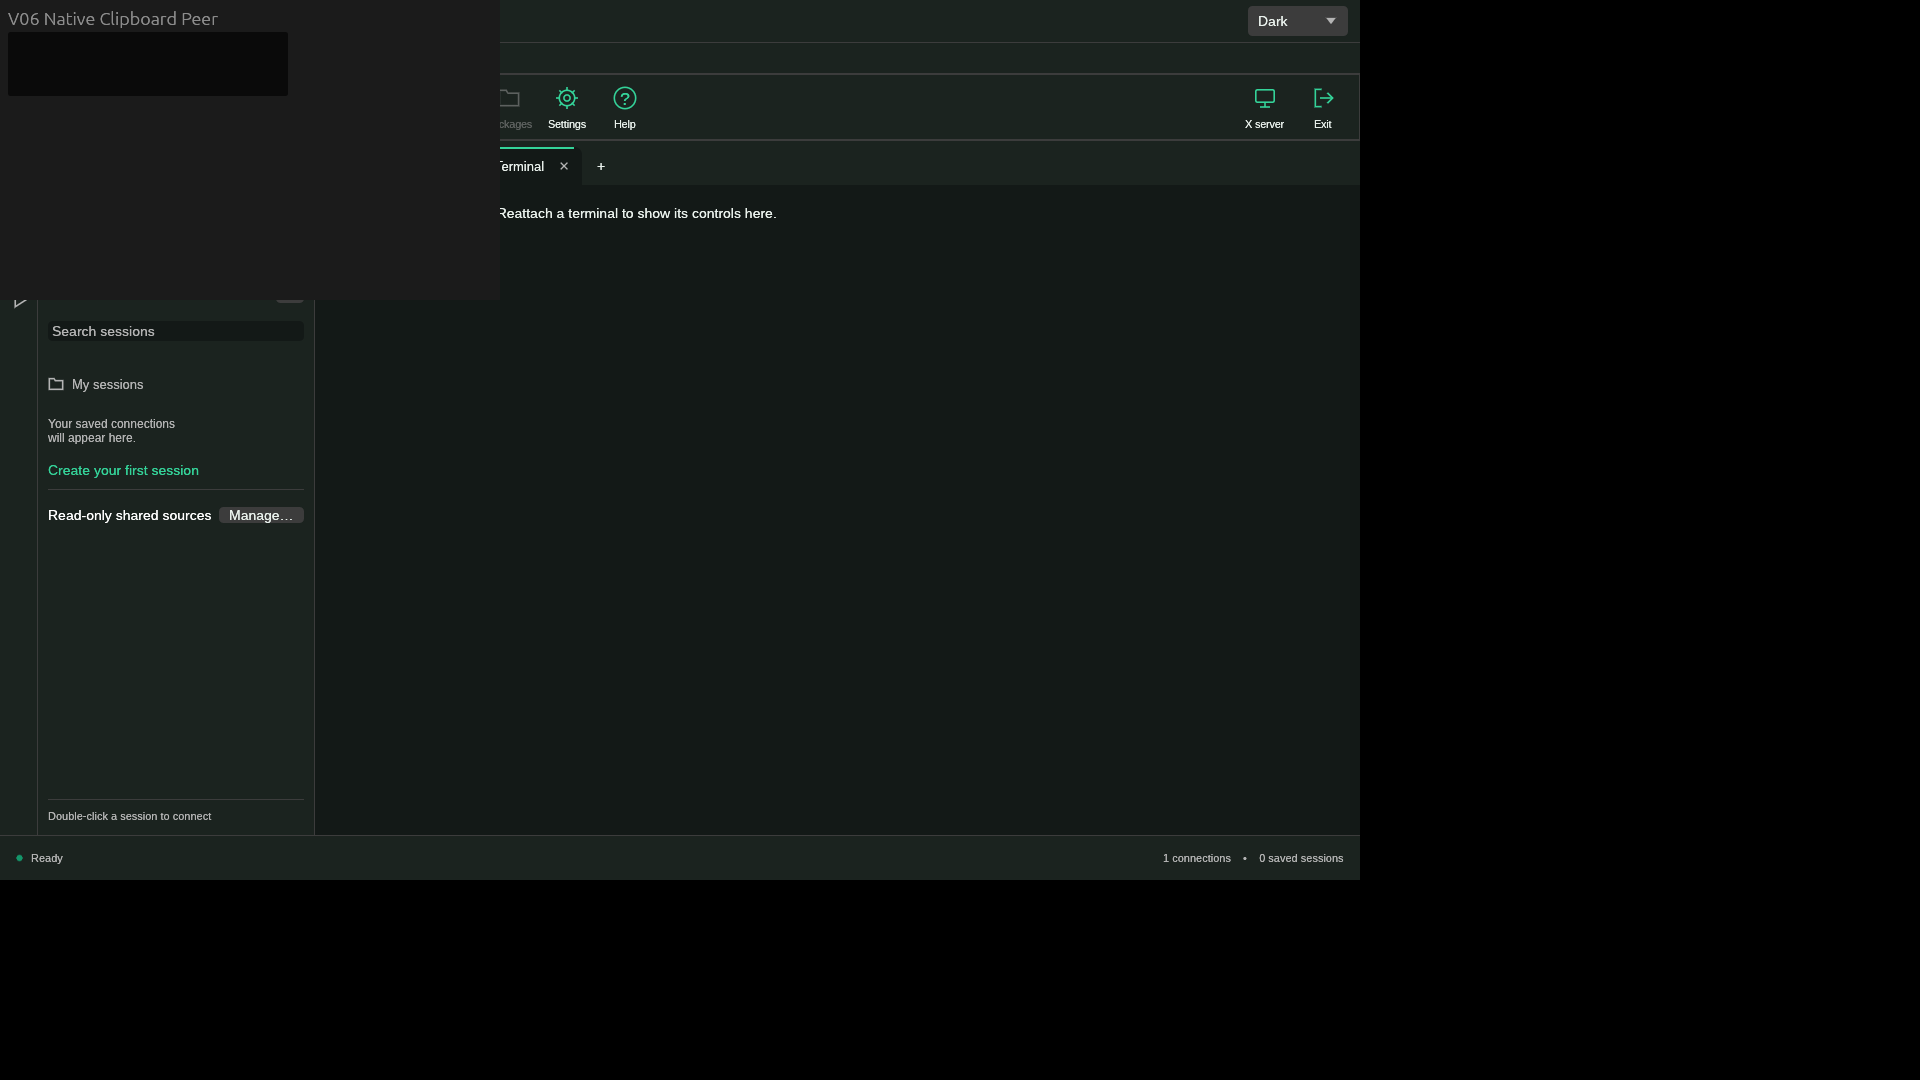 V06 Native Clipboard Peer
Dark
Settings
Help
X server
Exit
Terminal
+
Reattach a terminal to show its controls here.
Search sessions
My sessions
Your saved connections
will appear here.
Create your first session
Read-only shared sources
Manage…
Double-click a session to connect
Ready
1 connections • 0 saved sessions